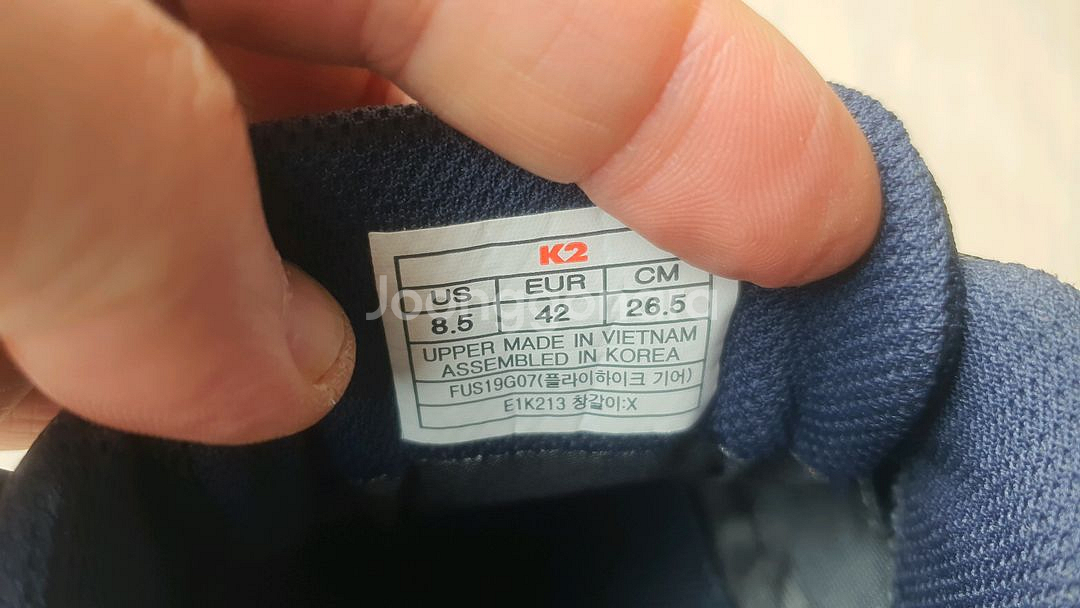 K2
US EUR CM
8.5 42 26.5
UPPER MADE IN VIETNAM
ASSEMBLED IN KOREA
FUS19G07(플라이하이크 기어)
E1K213 창갈이:X